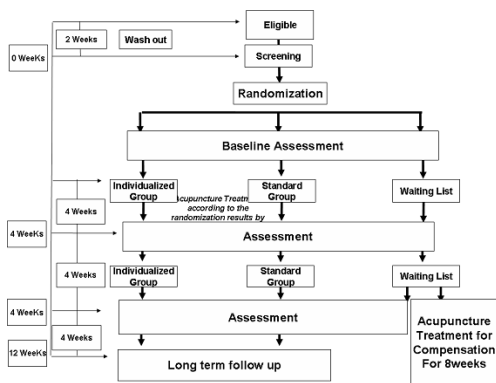 Eligible
2 Weeks
Wash out
0 WeeKs
Screening
Randomization
Baseline Assessment
Individualized
Group
Standard
Group
Waiting List
Acupuncture Treatm
according to the
randomization results by
4 Weeks
4 WeeKs
Assessment
4 Weeks
Individualized
Group
Standard
Group
Waiting List
4 WeeKs
Assessment
4 Weeks
Acupuncture
Treatment for
Compensation
For 8weeks
12 WeeKs
Long term follow up